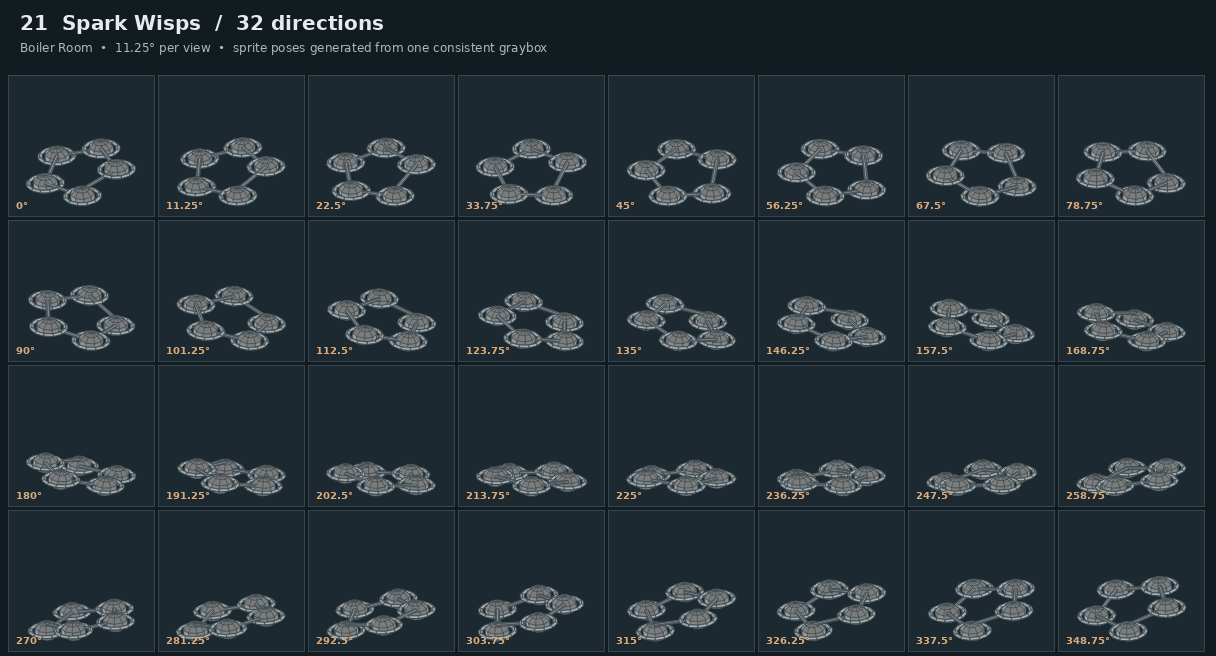 21 Spark Wisps / 32 directions
Boiler Room • 11.25° per view • sprite poses generated from one consistent graybox
0° 11.25° 22.5° 33.75° 45° 56.25° 67.5° 78.75°
90° 101.25° 112.5° 123.75° 135° 146.25° 157.5° 168.75°
180° 191.25° 202.5° 213.75° 225° 236.25° 247.5° 258.75°
270° 281.25° 292.5° 303.75° 315° 326.25° 337.5° 348.75°